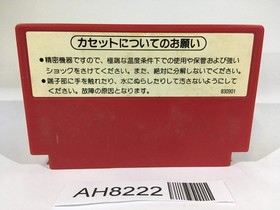 カセットについてのお願い
●精密機器ですので、極端な温度条件下での使用や保管および強い
ショックをさけてください。また、絶対に分解しないでください。
●端子部に手を触れたり、水にぬらしたりして汚さないようにして
ください。故障の原因となります。
830901
AH8222